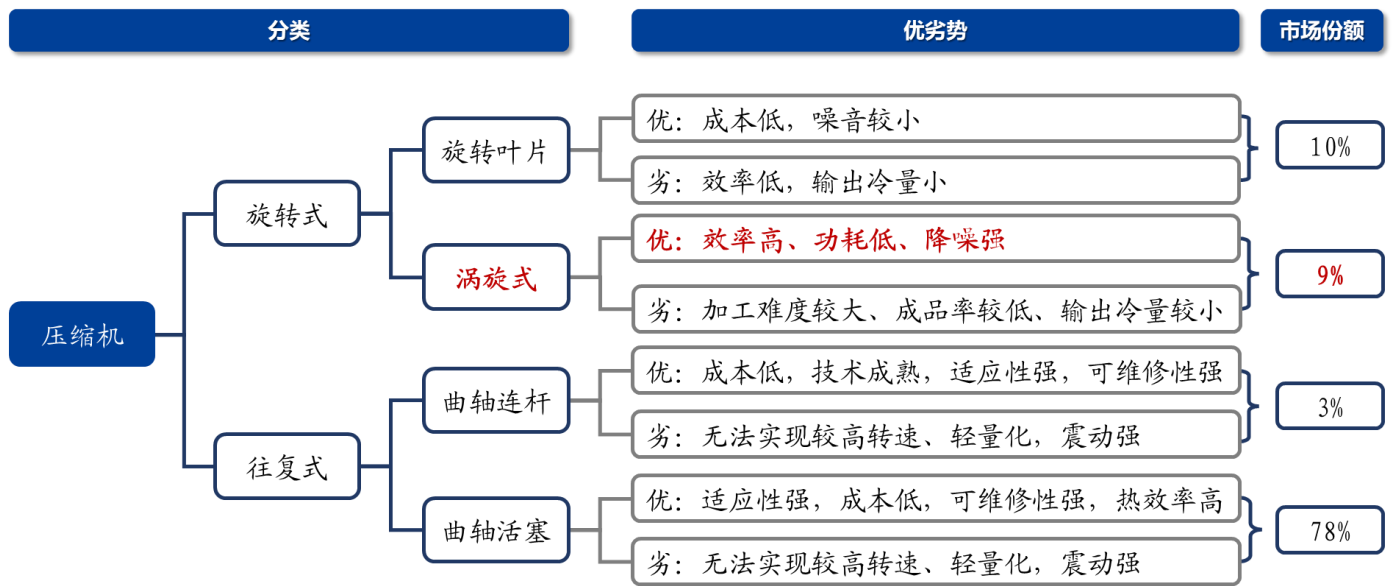 分类
优劣势
市场份额
压缩机
旋转式
旋转叶片
优：成本低，噪音较小
劣：效率低，输出冷量小
10%
涡旋式
优：效率高、功耗低、降噪强
劣：加工难度较大、成品率较低、输出冷量较小
9%
往复式
曲轴连杆
优：成本低，技术成熟，适应性强，可维修性强
劣：无法实现较高转速、轻量化，震动强
3%
曲轴活塞
优：适应性强，成本低，可维修性强，热效率高
劣：无法实现较高转速、轻量化，震动强
78%